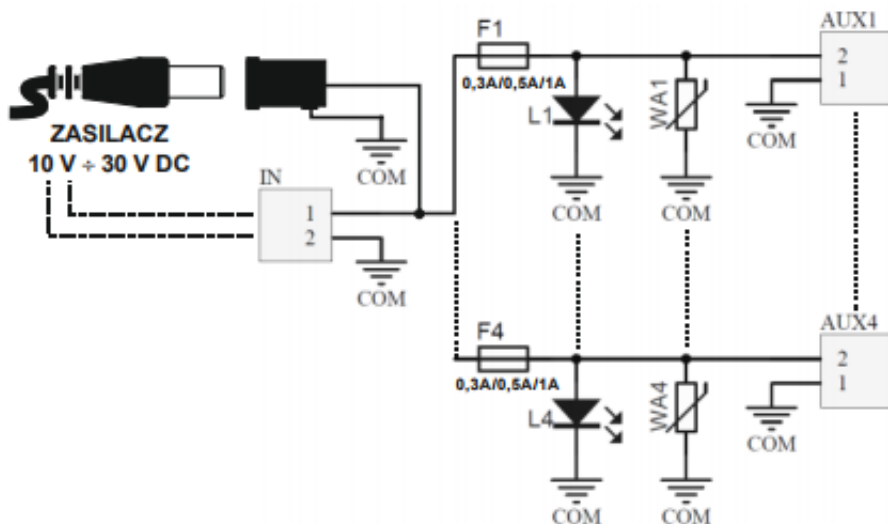 F1
AUX1
0,3A/0,5A/1A
2
1
L1
WA1
COM
ZASILACZ
10 V ÷ 30 V DC
COM
COM
COM
IN
1
2
COM
F4
AUX4
0,3A/0,5A/1A
2
1
L4
WA4
COM
COM
COM